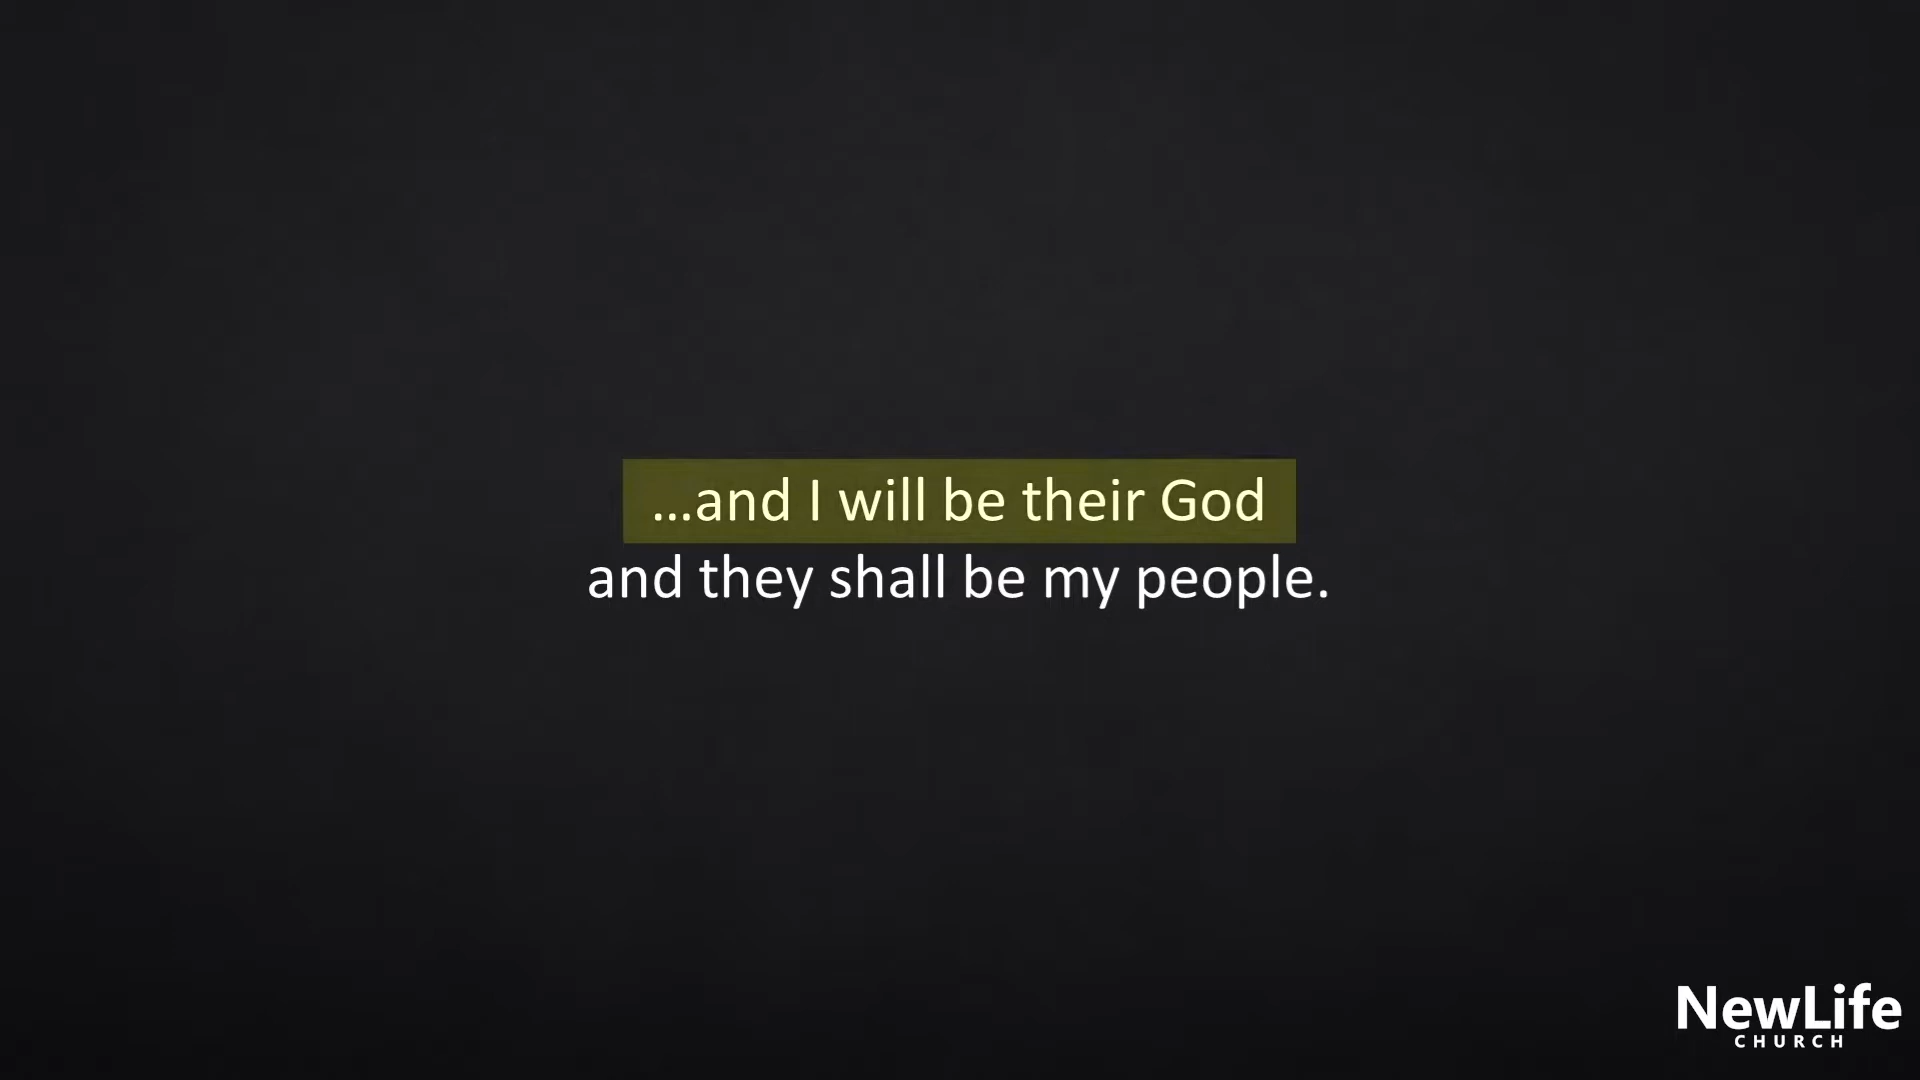 …and I will be their God
and they shall be my people.
NewLife
CHURCH